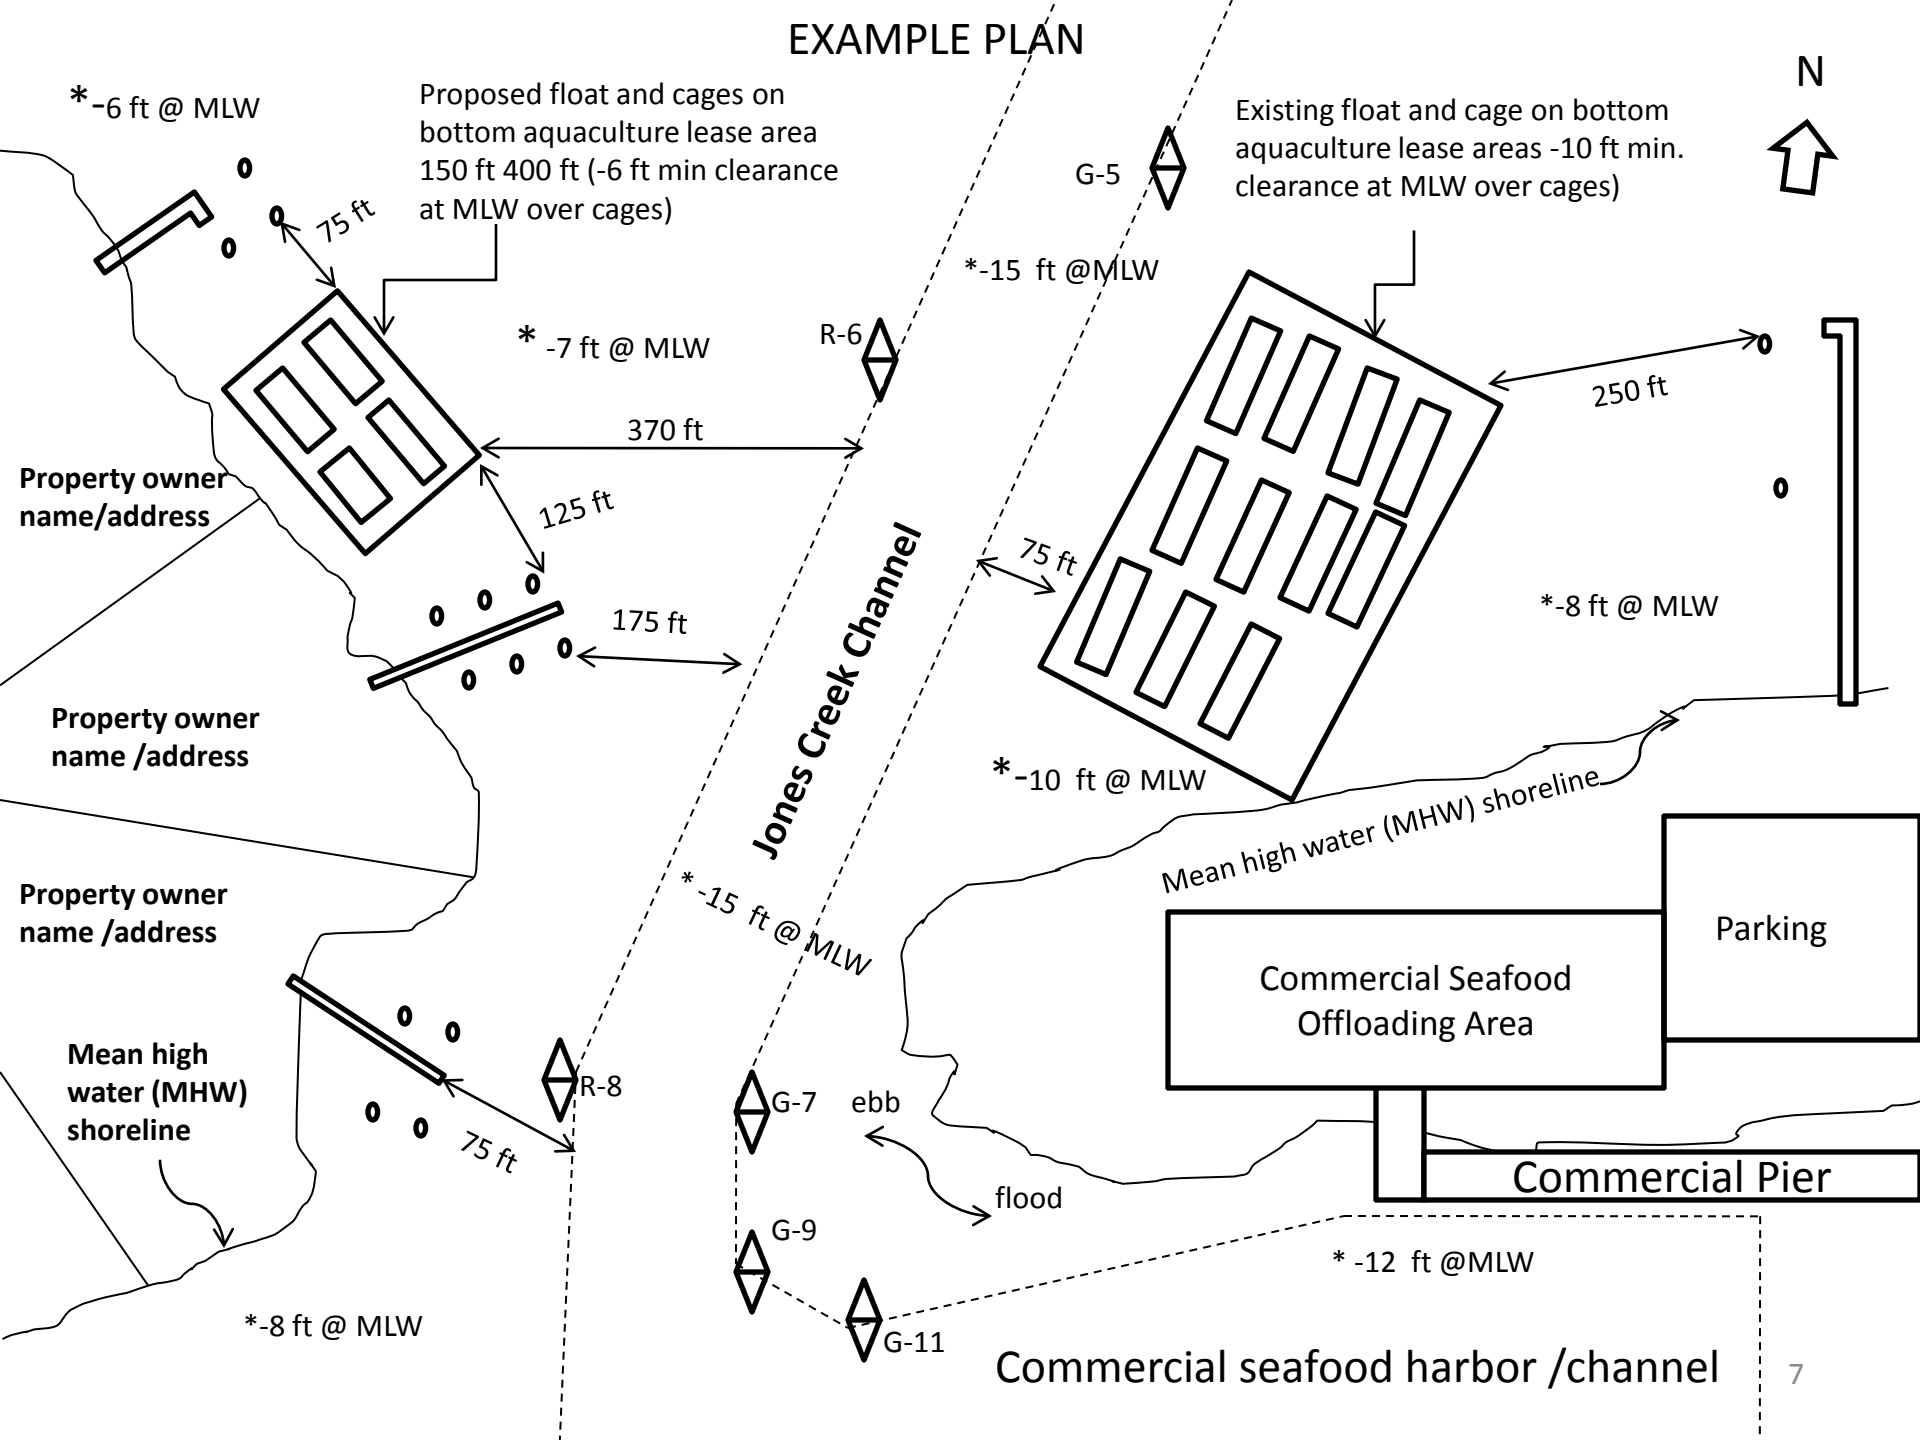 EXAMPLE PLAN
N
*-6 ft @ MLW
Proposed float and cages on
bottom aquaculture lease area
150 ft 400 ft (-6 ft min clearance
at MLW over cages)
Existing float and cage on bottom
aquaculture lease areas -10 ft min.
clearance at MLW over cages)
G-5
75 ft
*-15 ft @MLW
R-6
* -7 ft @ MLW
250 ft
370 ft
Property owner
name/address
125 ft
75 ft
175 ft
*-8 ft @ MLW
Jones Creek Channel
Property owner
name /address
*-10 ft @ MLW
Mean high water (MHW) shoreline
*-15 ft @ MLW
Property owner
name /address
Parking
Commercial Seafood
Offloading Area
Mean high
water (MHW)
shoreline
R-8
G-7
ebb
75 ft
Commercial Pier
flood
G-9
* -12 ft @MLW
*-8 ft @ MLW
G-11
Commercial seafood harbor /channel
7